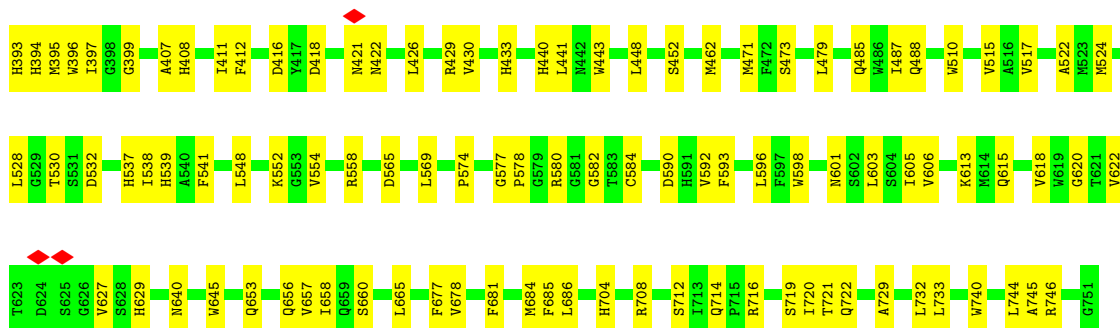 H393 H394 M395 W396 I397 G398 G399 A407 H408 I411 F412 D416 Y417 D418 N421 N422 L426 R429 V430 H433 H440 L441 N442 W443 L448 S452 M462 M471 F472 S473 L479 Q485 W486 I487 Q488 W510 V515 A516 V517 A522 M523 M524
L528 G529 T530 S531 D532 H537 I538 H539 A540 F541 L548 K552 G553 V554 R558 D565 L569 P574 G577 P578 G579 R580 G581 G582 T583 C584 D590 H591 V592 F593 L596 F597 W598 N601 S602 L603 S604 I605 V606 K613 M614 Q615 V618 W619 G620 T621 V622
T623 D624 S625 G626 V627 S628 H629 N640 W645 Q653 Q656 V657 I658 Q659 S660 L665 F677 V678 F681 M684 F685 L686 H704 R708 S712 I713 Q714 P715 R716 S719 I720 T721 Q722 A729 L732 L733 W740 L744 A745 R746 G751